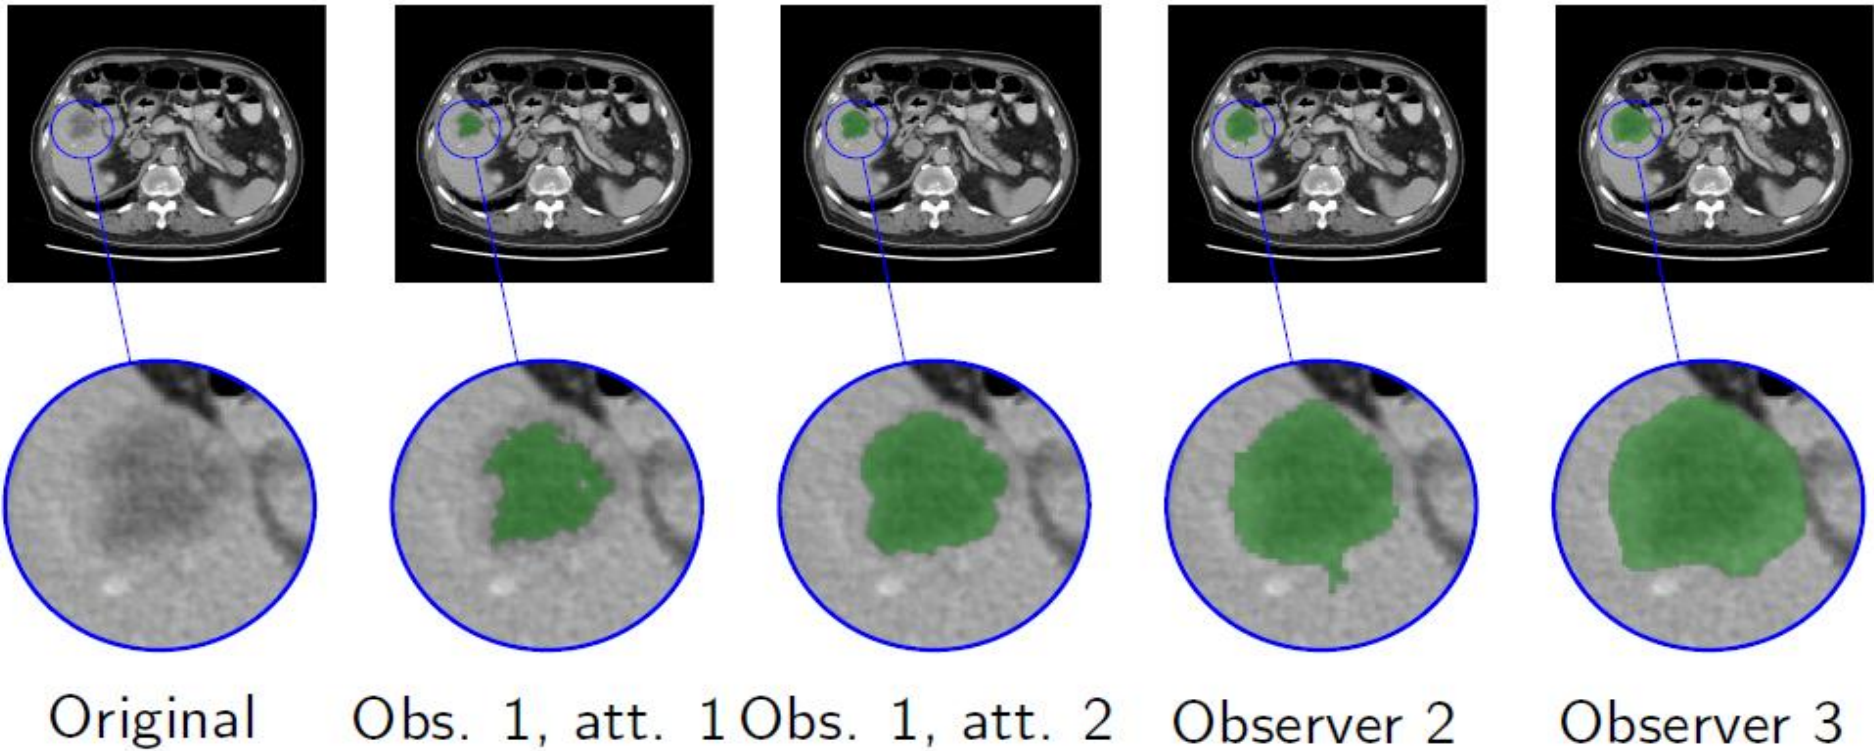 Original
Obs. 1, att. 1
Obs. 1, att. 2
Observer 2
Observer 3